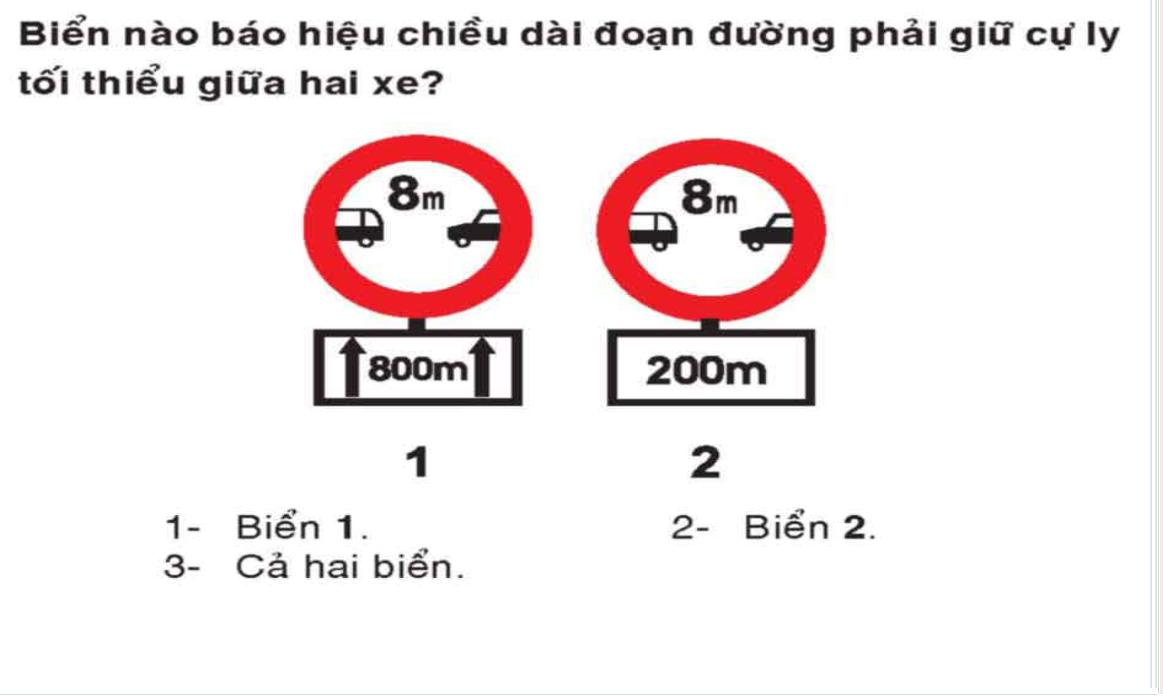 Biển nào báo hiệu chiều dài đoạn đường phải giữ cự ly
tối thiểu giữa hai xe?
8m 8m
800m 200m
1 2
1- Biển 1. 2- Biển 2.
3- Cả hai biển.